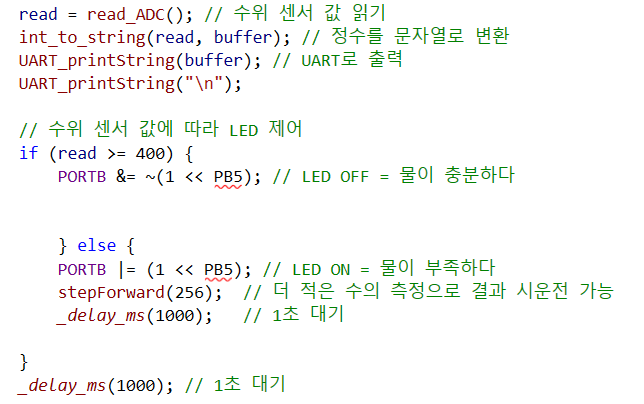 read = read_ADC(); // 수위 센서 값 읽기
int_to_string(read, buffer); // 정수를 문자열로 변환
UART_printString(buffer); // UART로 출력
UART_printString("\n");
// 수위 센서 값에 따라 LED 제어
if (read >= 400) {
PORTB &= ~(1 << PB5); // LED OFF = 물이 충분하다
} else {
PORTB |= (1 << PB5); // LED ON = 물이 부족하다
stepForward(256);  // 더 적은 수의 측정으로 결과 시운전 가능
_delay_ms(1000);   // 1초 대기
}
_delay_ms(1000); // 1초 대기